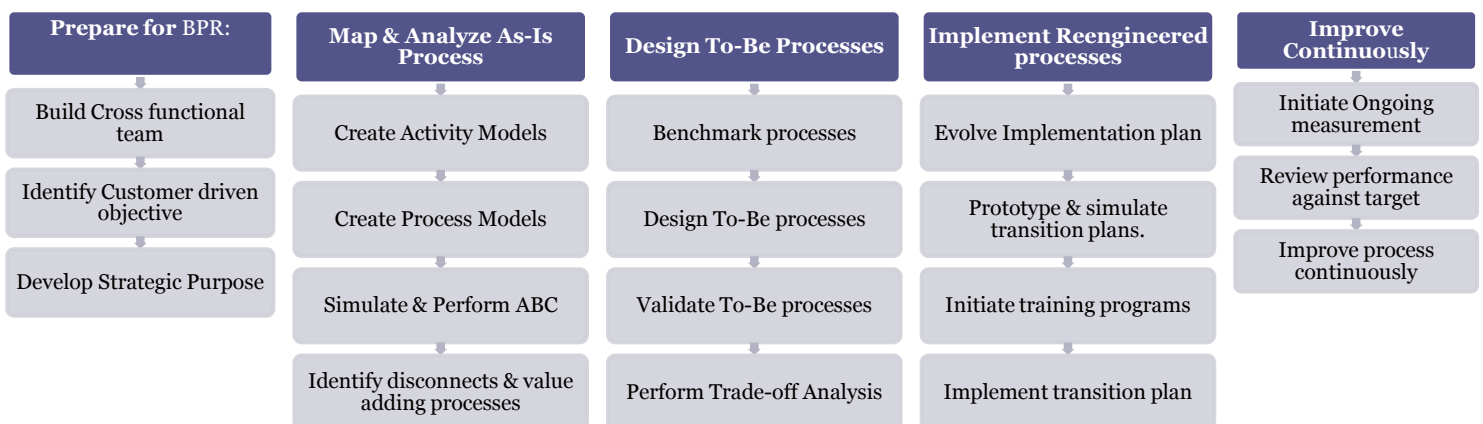 Prepare for BPR:
Build Cross functional
team
Identify Customer driven
objective
Develop Strategic Purpose
Map & Analyze As-Is
Process
Create Activity Models
Create Process Models
Simulate & Perform ABC
Identify disconnects & value
adding processes
Design To-Be Processes
Benchmark processes
Design To-Be processes
Validate To-Be processes
Perform Trade-off Analysis
Implement Reengineered
processes
Evolve Implementation plan
Prototype & simulate
transition plans.
Initiate training programs
Implement transition plan
Improve
Continuously
Initiate Ongoing
measurement
Review performance
against target
Improve process
continuously